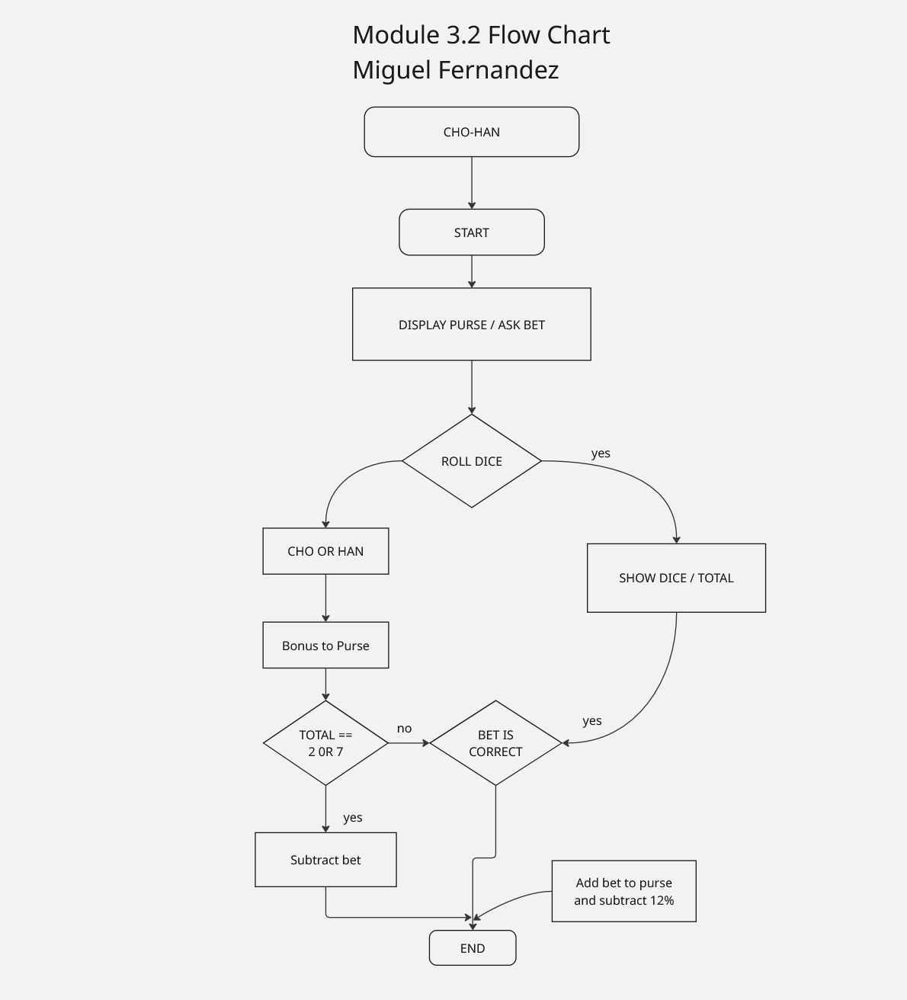 Module 3.2 Flow Chart
Miguel Fernandez
CHO-HAN
START
DISPLAY PURSE / ASK BET
ROLL DICE
yes
CHO OR HAN
SHOW DICE / TOTAL
Bonus to Purse
TOTAL ==
2 0R 7
no
BET IS
CORRECT
yes
yes
Subtract bet
Add bet to purse
and subtract 12%
END